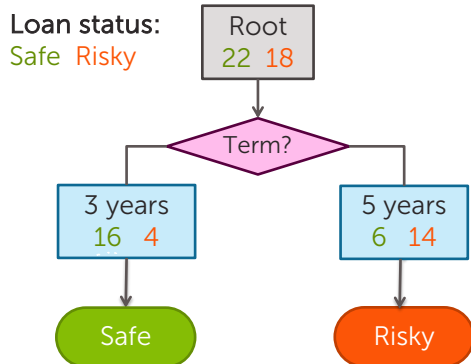 Loan status:
Safe Risky
Root
22 18
Term?
3 years
16 4
5 years
6 14
Safe
Risky